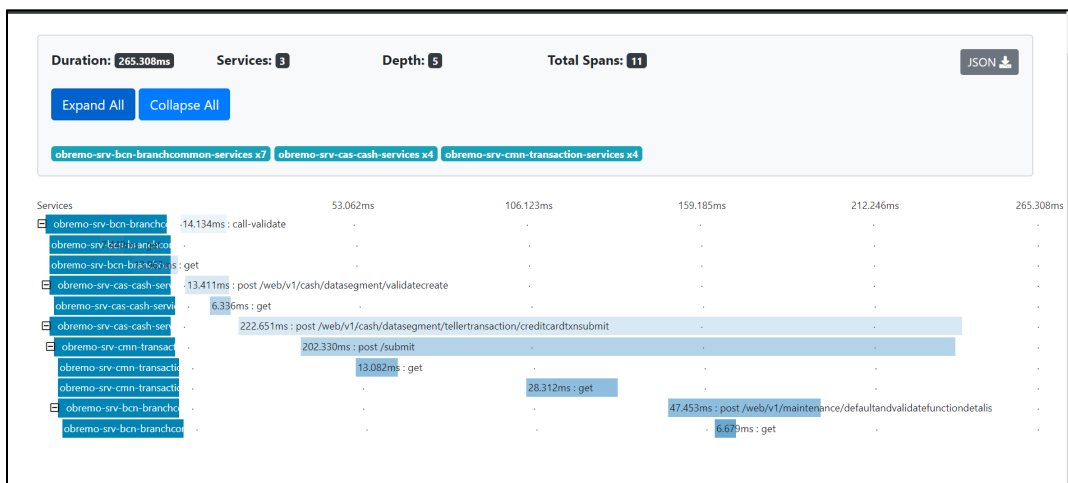 Duration: 265.308ms Services: 3 Depth: 5 Total Spans: 11 JSON
Expand All Collapse All
obremo-srv-bcn-branchcommon-services x7 obremo-srv-cas-cash-services x4 obremo-srv-cmn-transaction-services x4
Services 53.062ms 106.123ms 159.185ms 212.246ms 265.308ms
obremo-srv-bcn-branchco 14.134ms : call-validate
obremo-srv-bcn-branchcon
obremo-srv-bcn-branchcon : get
obremo-srv-cas-cash-serv 13.411ms : post /web/v1/cash/datasegment/validatecreate
obremo-srv-cas-cash-servi 6.336ms : get
obremo-srv-cas-cash-serv 222.651ms : post /web/v1/cash/datasegment/tellertransaction/creditcardtxnsubmit
obremo-srv-cmn-transact 202.330ms : post /submit
obremo-srv-cmn-transactio 13.082ms : get
obremo-srv-cmn-transactio 28.312ms : get
obremo-srv-bcn-branchc 47.453ms : post /web/v1/maintenance/defaultandvalidatefunctiondetalis
obremo-srv-bcn-branchcor 6.679ms : get